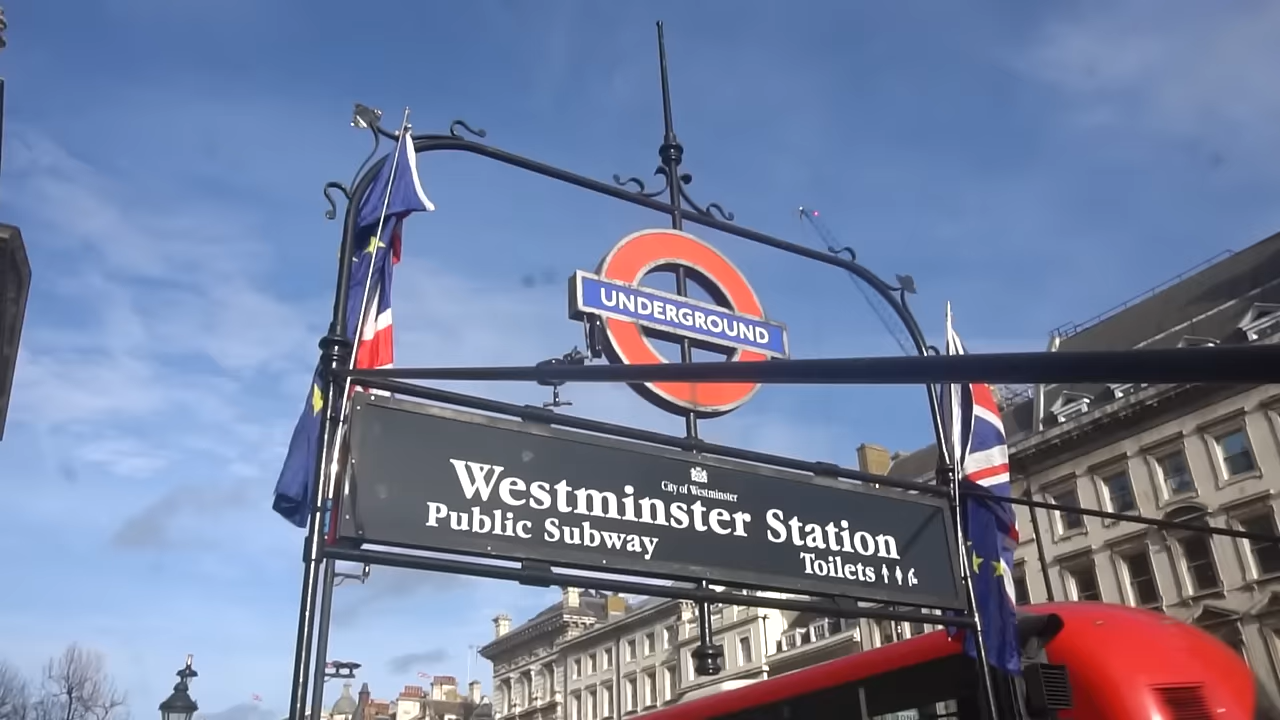 UNDERGROUND
City of Westminster
Westminster Station
Public Subway
Toilets